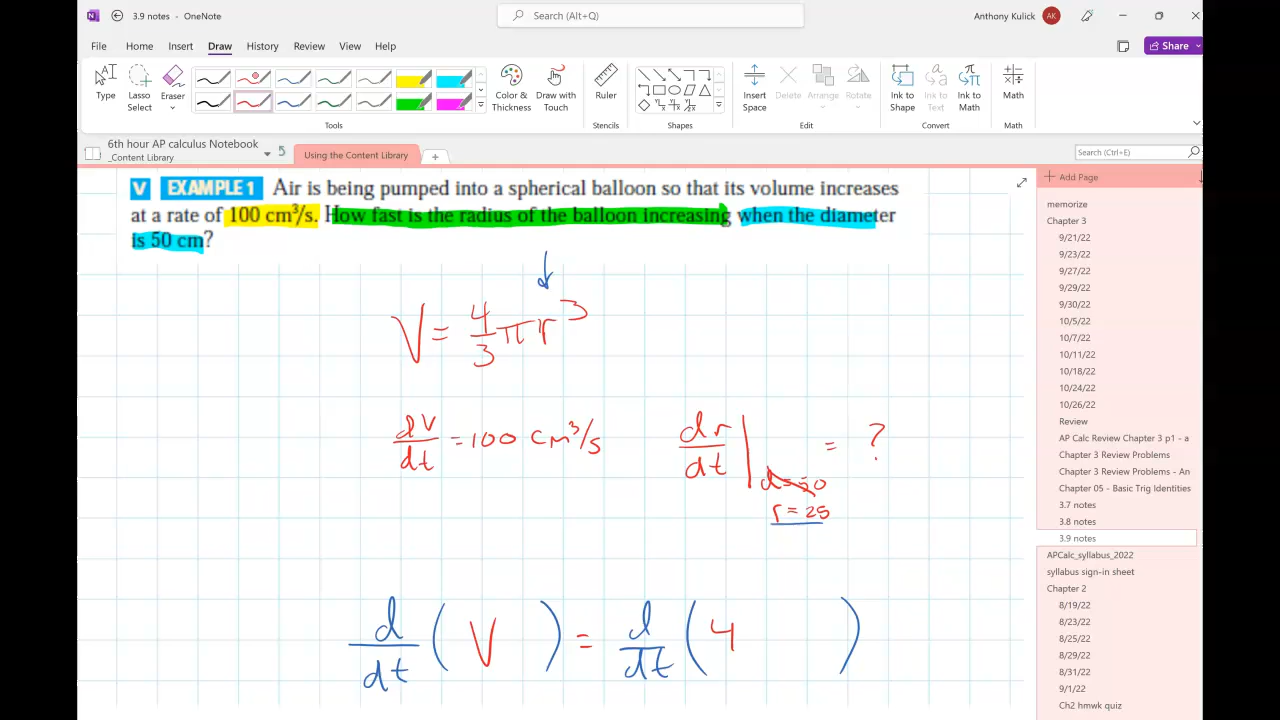 3.9 notes - OneNote
Search (Alt+Q)
Anthony Kulick
AK
File Home Insert Draw History Review View Help
Share
Type
Lasso Select
Eraser
Color & Thickness
Draw with Touch
Ruler
Insert Space
Delete
Arrange
Rotate
Ink to Shape
Ink to Text
Ink to Math
Math
Tools
Stencils
Shapes
Edit
Convert
Math
6th hour AP calculus Notebook
_Content Library
5
Using the Content Library
+
Search (Ctrl+E)
V EXAMPLE 1 Air is being pumped into a spherical balloon so that its volume increases
at a rate of 100 cm³/s. How fast is the radius of the balloon increasing when the diameter
is 50 cm?
V = 4/3 π r³
dV/dt = 100 cm³/s
dr/dt | = ?
d = 50
r = 25
d/dt ( V ) = d/dt ( 4 )
+ Add Page
memorize
Chapter 3
9/21/22
9/23/22
9/27/22
9/29/22
9/30/22
10/5/22
10/7/22
10/11/22
10/18/22
10/24/22
10/26/22
Review
AP Calc Review Chapter 3 p1 - a
Chapter 3 Review Problems
Chapter 3 Review Problems - An
Chapter 05 - Basic Trig Identities
3.7 notes
3.8 notes
3.9 notes
APCalc_syllabus_2022
syllabus sign-in sheet
Chapter 2
8/19/22
8/23/22
8/25/22
8/29/22
8/31/22
9/1/22
Ch2 hmwk quiz